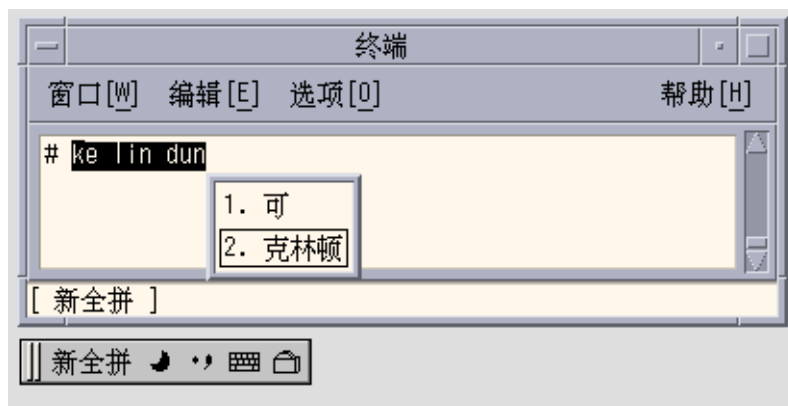 终端
窗口[W] 编辑[E] 选项[O] 帮助[H]
# ke lin dun
1. 可
2. 克林顿
[ 新全拼 ]
新全拼